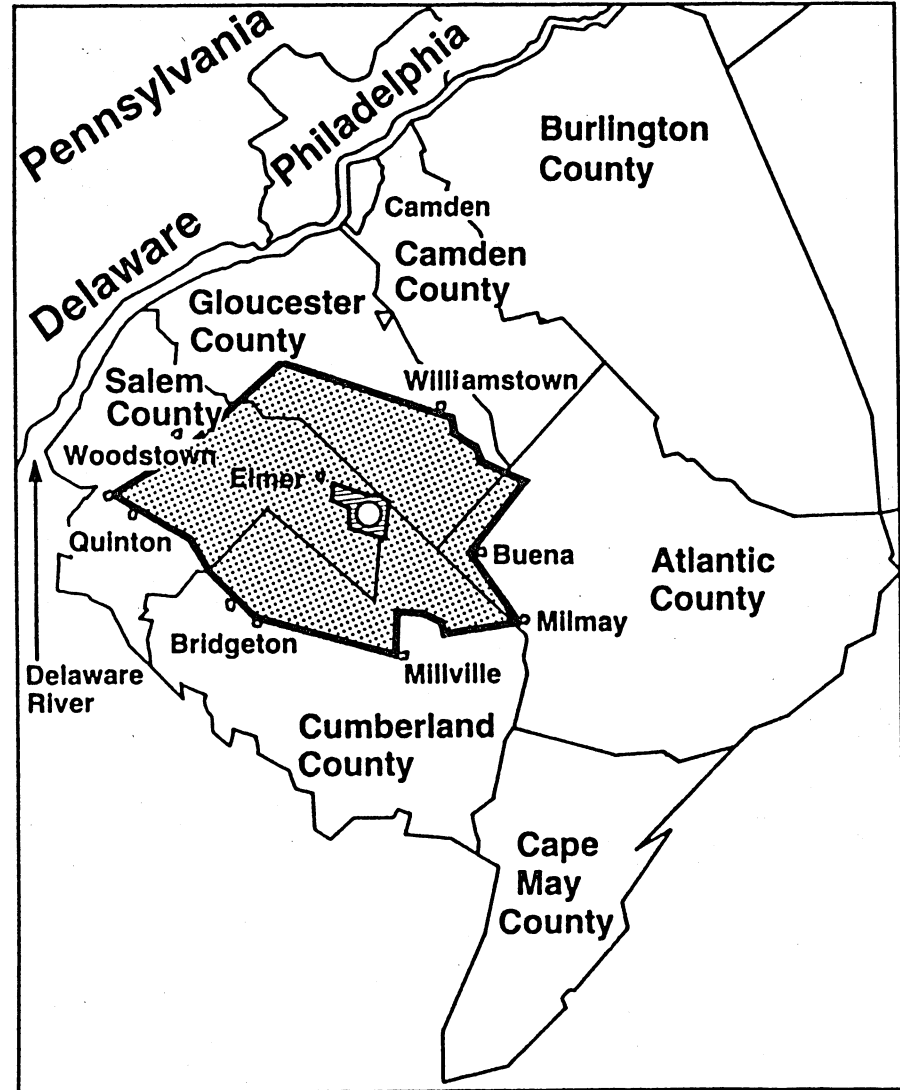 Pennsylvania
Philadelphia
Burlington
County
Camden
Delaware
Camden
County
Gloucester
County
Salem
County
Williamstown
Woodstown
Elmer
Quinton
Buena
Atlantic
County
Milmay
Bridgeton
Millville
Delaware
River
Cumberland
County
Cape
May
County